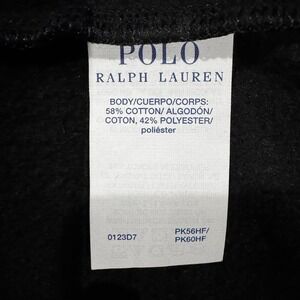 POLO
RALPH LAUREN
BODY/CUERPO/CORPS:
58% COTTON/ ALGODÓN/
COTON, 42% POLYESTER/
poliéster
0123D7
PK56HF/
PK60HF